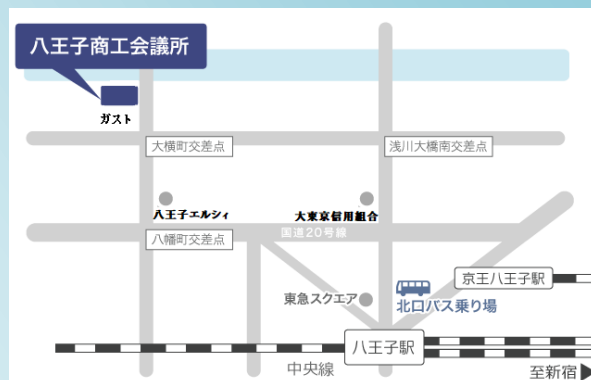 八王子商工会議所
ガスト
大横町交差点
浅川大橋南交差点
八王子エルシィ
大東京信用組合
八幡町交差点
国道20号線
京王八王子駅
東急スクエア
北口バス乗り場
八王子駅
中央線
至新宿